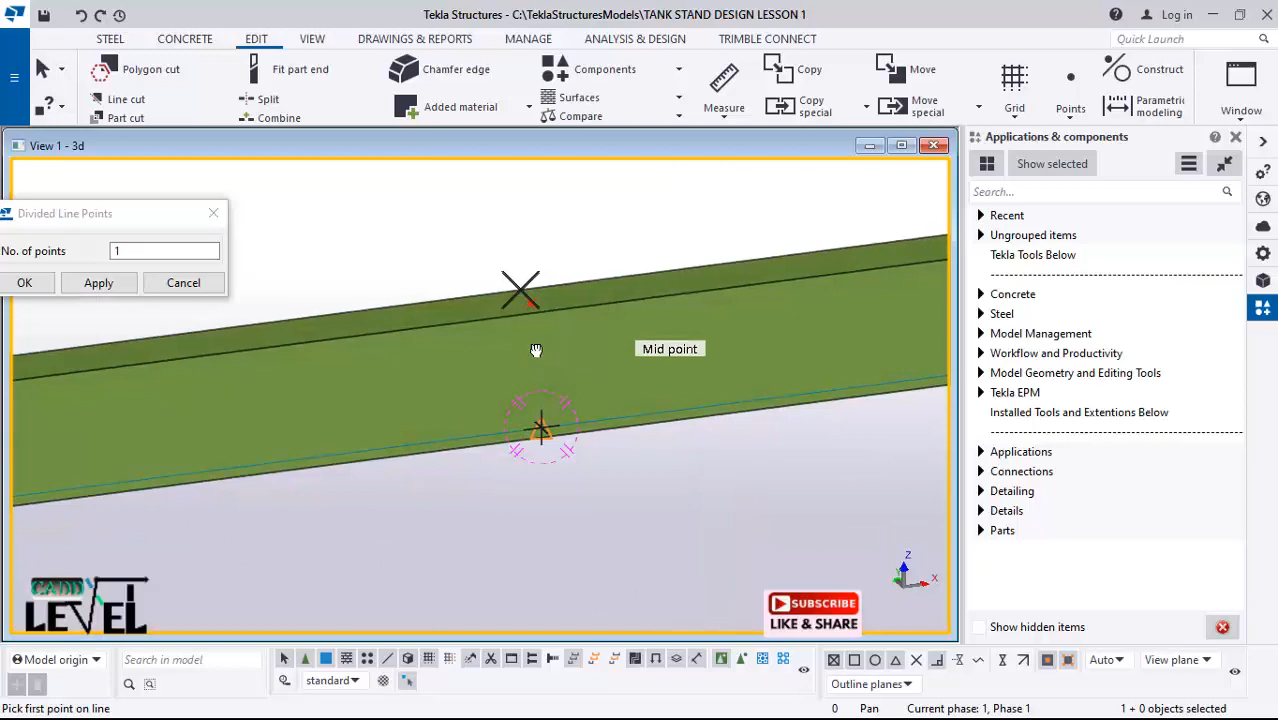 Tekla Structures - C:\TeklaStructuresModels\TANK STAND DESIGN LESSON 1
Log in
STEEL CONCRETE EDIT VIEW DRAWINGS & REPORTS MANAGE ANALYSIS & DESIGN TRIMBLE CONNECT
Quick Launch
Polygon cut Fit part end Chamfer edge Components Copy Move Construct
Line cut Split Added material Surfaces Measure Copy special Move special Grid Points Parametric modeling Window
Part cut Combine Compare
View 1 - 3d
Applications & components
Show selected
Search...
Recent
Ungrouped items
Tekla Tools Below
Concrete
Steel
Model Management
Workflow and Productivity
Model Geometry and Editing Tools
Tekla EPM
Installed Tools and Extentions Below
Applications
Connections
Detailing
Details
Parts
Show hidden items
Divided Line Points
No. of points 1
OK Apply Cancel
Mid point
Z
X
CADD
LEVEL
SUBSCRIBE
LIKE & SHARE
Model origin Search in model
standard
Auto View plane
Outline planes
Pick first point on line 0 Pan Current phase: 1, Phase 1 1 + 0 objects selected